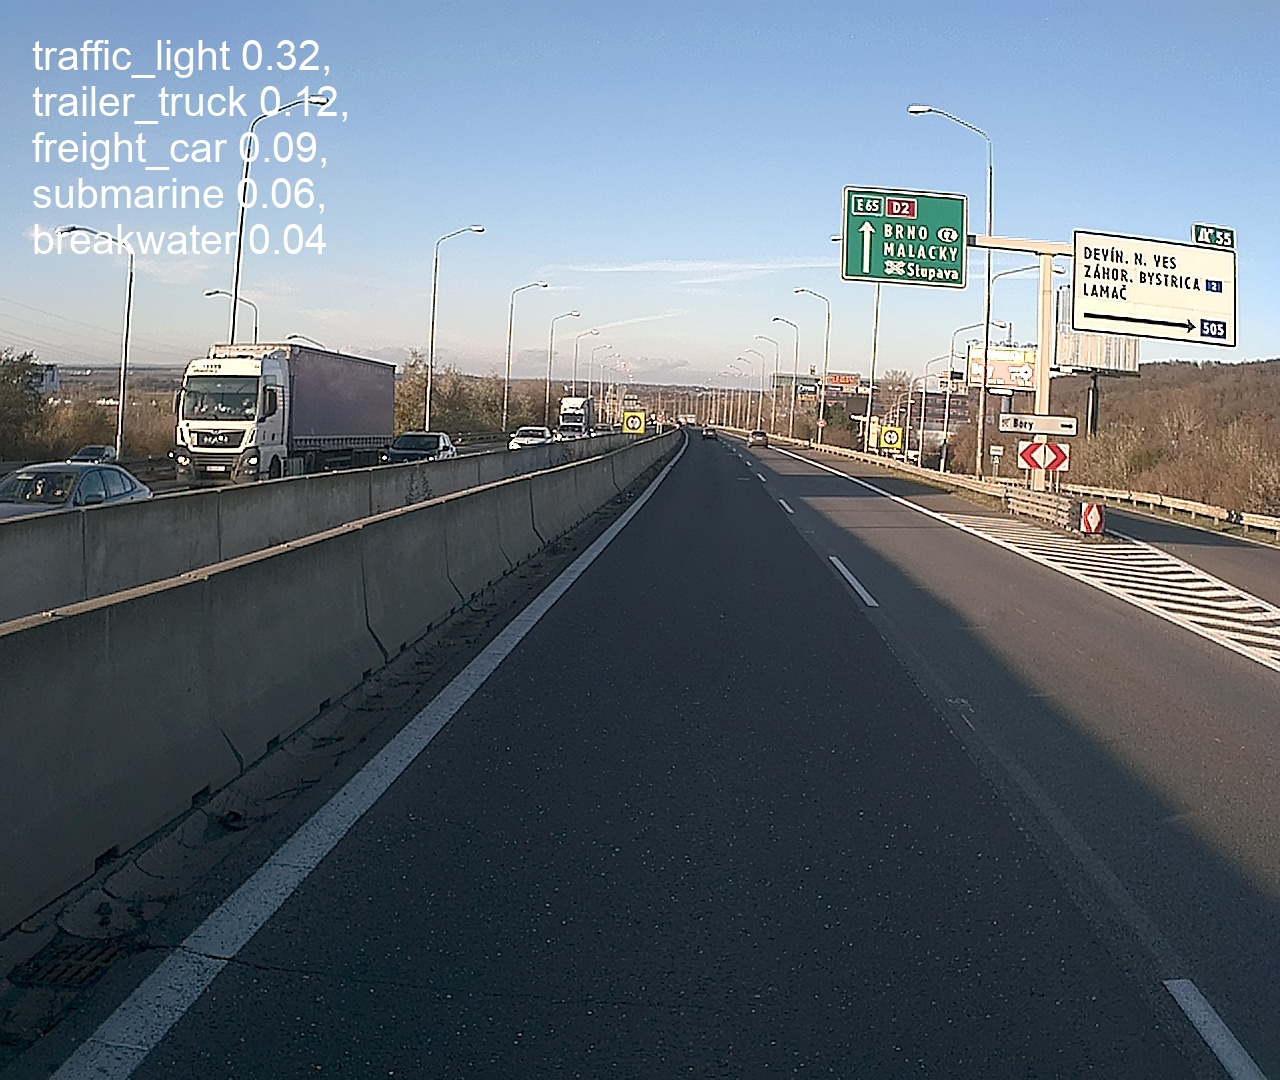 traffic_light 0.32,
trailer_truck 0.12,
freight_car 0.09,
submarine 0.06,
breakwater 0.04
E65 D2
BRNO CZ
MALACKY
Stupava
55
DEVÍN. N. VES
ZÁHOR. BYSTRICA
LAMAČ
505
Bory